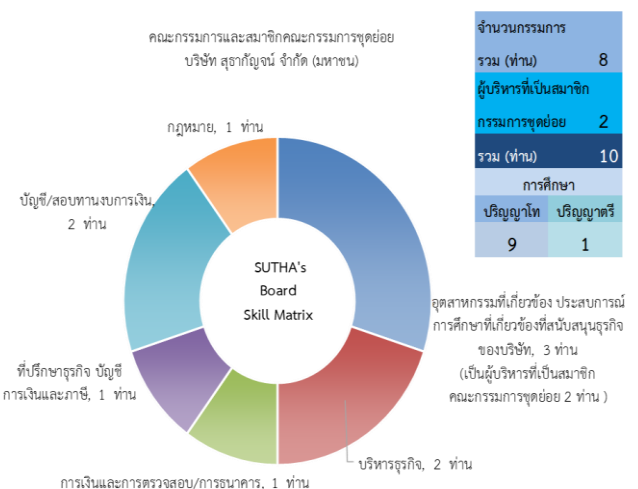 คณะกรรมการและสมาชิกคณะกรรมการชุดย่อย
บริษัท สุธากัญจน์ จำกัด (มหาชน)
จำนวนกรรมการ
รวม (ท่าน) 8
ผู้บริหารที่เป็นสมาชิก
กรรมการชุดย่อย 2
รวม (ท่าน) 10
การศึกษา
ปริญญาโท ปริญญาตรี
9 1
กฎหมาย, 1 ท่าน
บัญชี/สอบทานงบการเงิน,
2 ท่าน
SUTHA's
Board
Skill Matrix
อุตสาหกรรมที่เกี่ยวข้อง ประสบการณ์
การศึกษาที่เกี่ยวข้องที่สนับสนุนธุรกิจ
ของบริษัท, 3 ท่าน
(เป็นผู้บริหารที่เป็นสมาชิก
คณะกรรมการชุดย่อย 2 ท่าน )
ที่ปรึกษาธุรกิจ บัญชี
การเงินและภาษี, 1 ท่าน
บริหารธุรกิจ, 2 ท่าน
การเงินและการตรวจสอบ/การธนาคาร, 1 ท่าน